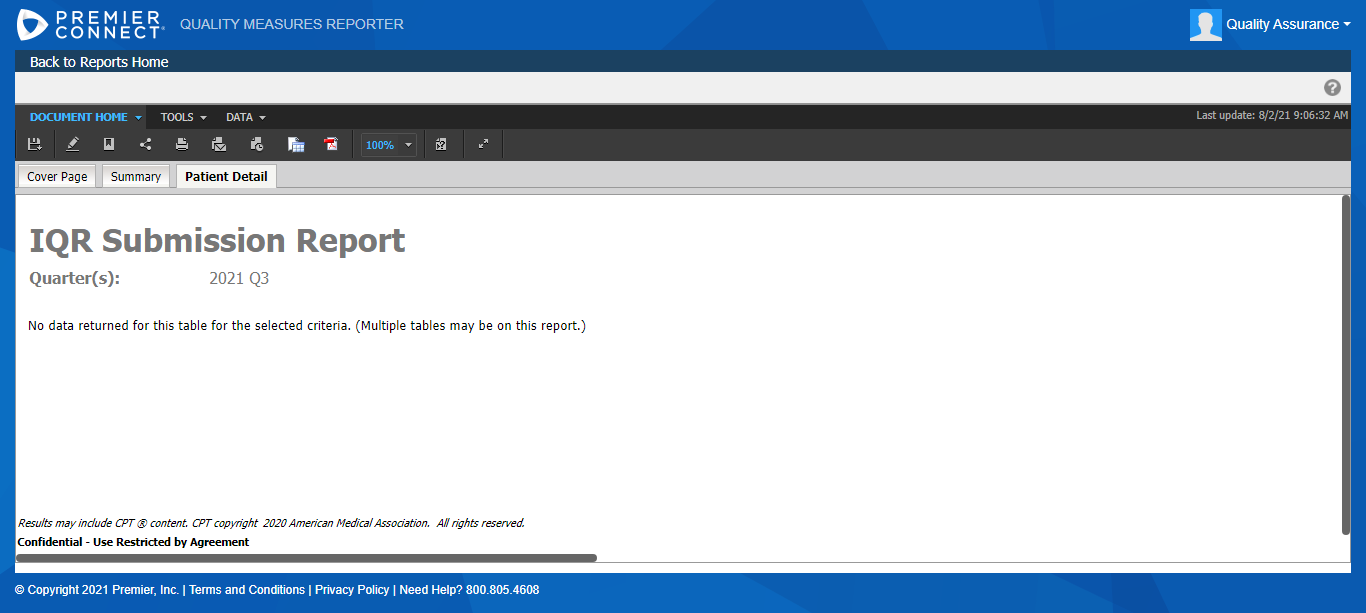 PREMIER CONNECT® QUALITY MEASURES REPORTER Quality Assurance
Back to Reports Home
?
DOCUMENT HOME TOOLS DATA Last update: 8/2/21 9:06:32 AM
100%
Cover Page Summary Patient Detail
IQR Submission Report
Quarter(s): 2021 Q3
No data returned for this table for the selected criteria. (Multiple tables may be on this report.)
Results may include CPT ® content. CPT copyright 2020 American Medical Association. All rights reserved.
Confidential - Use Restricted by Agreement
© Copyright 2021 Premier, Inc. | Terms and Conditions | Privacy Policy | Need Help? 800.805.4608